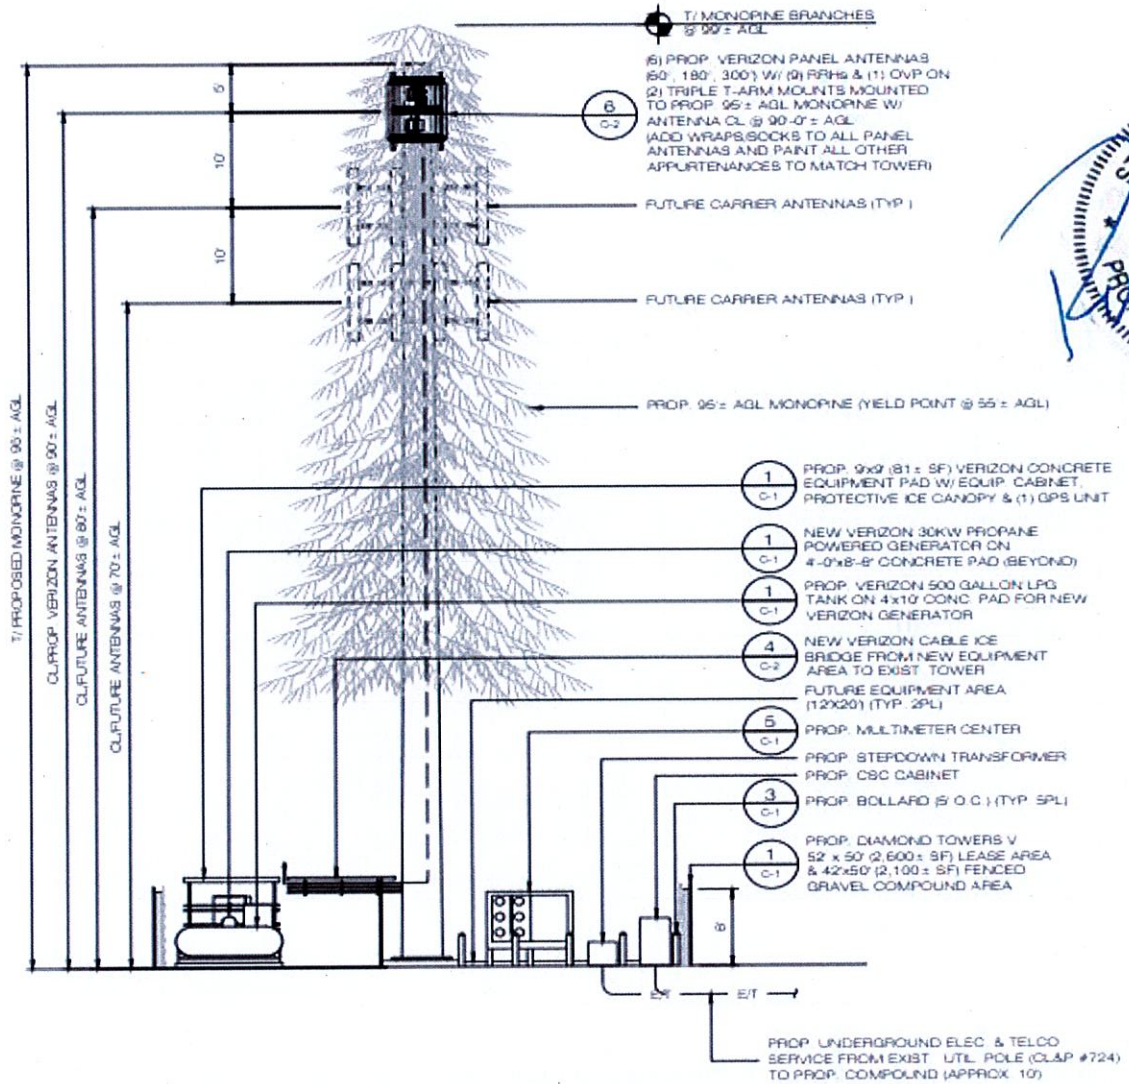 T/ MONOPINE BRANCHES
@ 99'± AGL
(6) PROP. VERIZON PANEL ANTENNAS
(60°, 180°, 300°) W/ (9) RRHs & (1) OVP ON
(2) TRIPLE T-ARM MOUNTS MOUNTED
TO PROP. 95'± AGL MONOPINE W/
ANTENNA CL @ 90'-0"± AGL
(ADD WRAPS/SOCKS TO ALL PANEL
ANTENNAS AND PAINT ALL OTHER
APPURTENANCES TO MATCH TOWER)
6
C-2
FUTURE CARRIER ANTENNAS (TYP.)
FUTURE CARRIER ANTENNAS (TYP.)
PROP. 95'± AGL MONOPINE (YIELD POINT @ 55'± AGL)
1
C-1
PROP. 9'x9' (81± SF) VERIZON CONCRETE
EQUIPMENT PAD W/ EQUIP. CABINET,
PROTECTIVE ICE CANOPY & (1) GPS UNIT
1
C-1
NEW VERIZON 30KW PROPANE
POWERED GENERATOR ON
CONCRETE PAD (BEYOND)
1
C-1
PROP. VERIZON 500 GALLON LPG
TANK ON 4'x10' CONC. PAD FOR NEW
VERIZON GENERATOR
4
C-2
NEW VERIZON CABLE ICE
BRIDGE FROM NEW EQUIPMENT
AREA TO EXIST. TOWER
FUTURE EQUIPMENT AREA
(12'X20') (TYP. 2PL)
5
C-1
PROP. MULTIMETER CENTER
PROP. STEPDOWN TRANSFORMER
PROP. CSC CABINET
3
C-1
PROP. BOLLARD (5' O.C.) (TYP. 5PL)
1
C-1
PROP. DIAMOND TOWERS V
52' x 50' (2,600± SF) LEASE AREA
& 42'x50' (2,100± SF) FENCED
GRAVEL COMPOUND AREA
T/ PROPOSED MONOPINE @ 95'± AGL
CL/PROP. VERIZON ANTENNAS @ 90'± AGL
CL/FUTURE ANTENNAS @ 80'± AGL
CL/FUTURE ANTENNAS @ 70'± AGL
5'
10'
10'
8'
E/T
E/T
PROP. UNDERGROUND ELEC. & TELCO
SERVICE FROM EXIST. UTIL. POLE (CL&P #724)
TO PROP. COMPOUND (APPROX. 10')